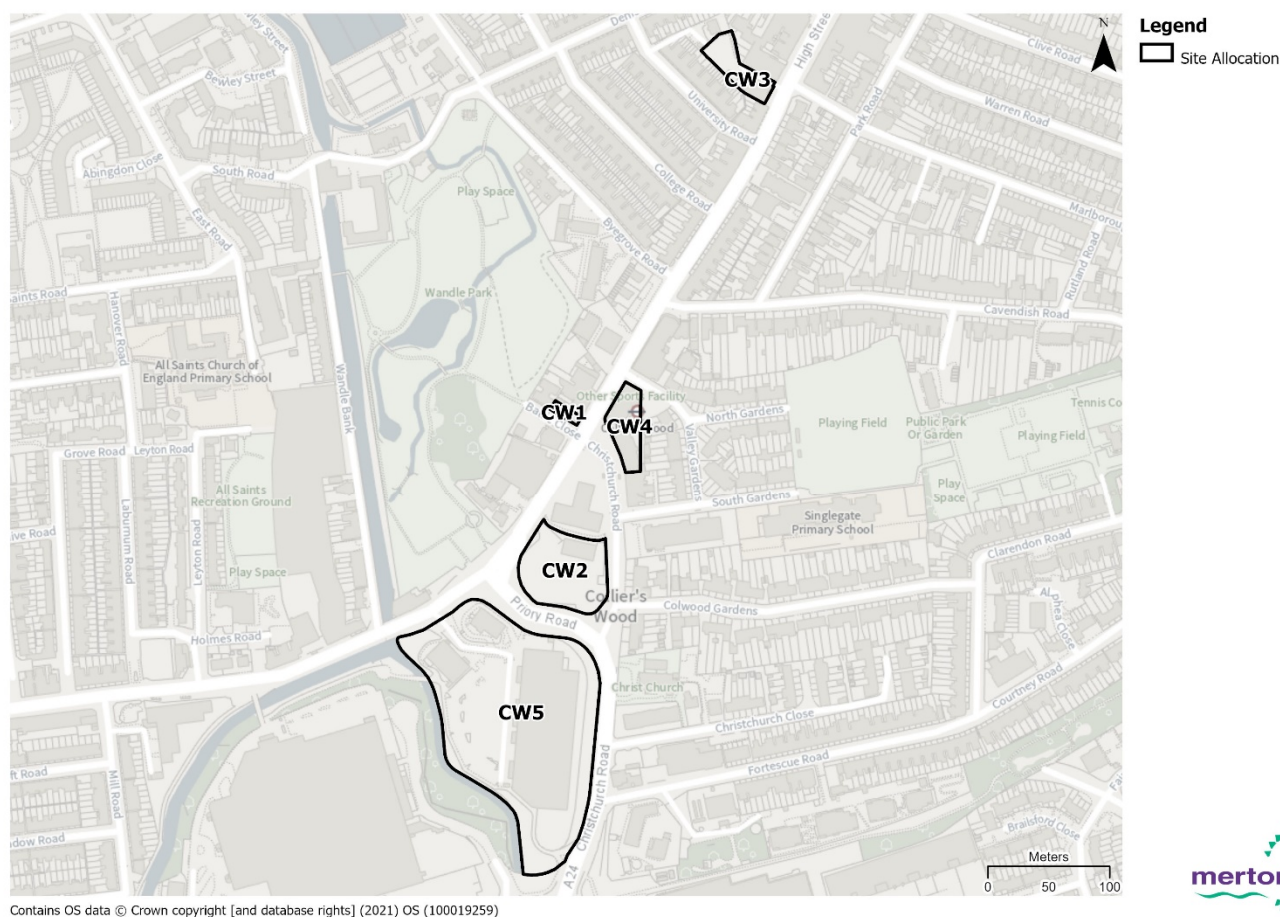 Legend
Site Allocation
N
Bewley Street
High Street
Clive Road
CW3
University Road
Park Road
Warren Road
Abingdon Close
South Road
Play Space
College Road
East Road
Byegrove Road
Rutland Road
Wandle Park
Cavendish Road
Hanover Road
All Saints Church of
England Primary School
Wandle Bank
Other Sports Facility
CW1
CW4
North Gardens
Playing Field
Public Park
Or Garden
Playing Field
Grove Road
Leyton Road
Christchurch Road
Valley Gardens
All Saints
Recreation Ground
South Gardens
Play
Space
Singlegate
Primary School
Laburnum Road
Leyton Road
Clarendon Road
Play Space
CW2
Collier's
Wood
Colwood Gardens
Alphea Close
Priory Road
Holmes Road
Christ Church
CW5
Christchurch Close
Courtney Road
Fortescue Road
Mill Road
Christchurch Road
A24
Brailsford Close
Meters
0 50 100
merton
Contains OS data © Crown copyright [and database rights] (2021) OS (100019259)